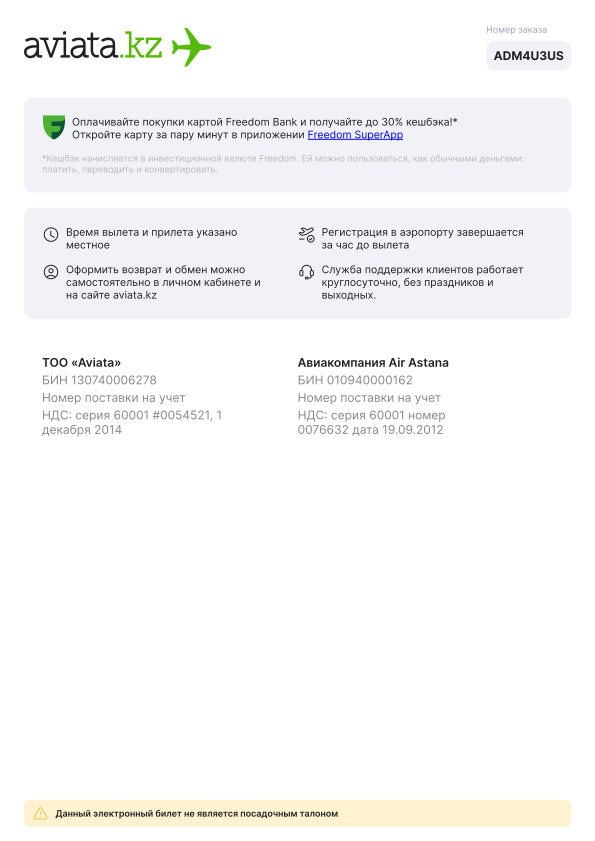 aviata.kz
Номер заказа
ADM4U3US
Оплачивайте покупки картой Freedom Bank и получайте до 30% кешбэка!*
Откройте карту за пару минут в приложении Freedom SuperApp
*Кешбэк начисляется в инвестиционной валюте Freedom. Ей можно пользоваться, как обычными деньгами:
платить, переводить и конвертировать.
Время вылета и прилета указано
местное
Регистрация в аэропорту завершается
за час до вылета
Оформить возврат и обмен можно
самостоятельно в личном кабинете и
на сайте aviata.kz
Служба поддержки клиентов работает
круглосуточно, без праздников и
выходных.
ТОО «Aviata»
БИН 130740006278
Номер поставки на учет
НДС: серия 60001 #0054521, 1
декабря 2014
Авиакомпания Air Astana
БИН 010940000162
Номер поставки на учет
НДС: серия 60001 номер
0076632 дата 19.09.2012
Данный электронный билет не является посадочным талоном